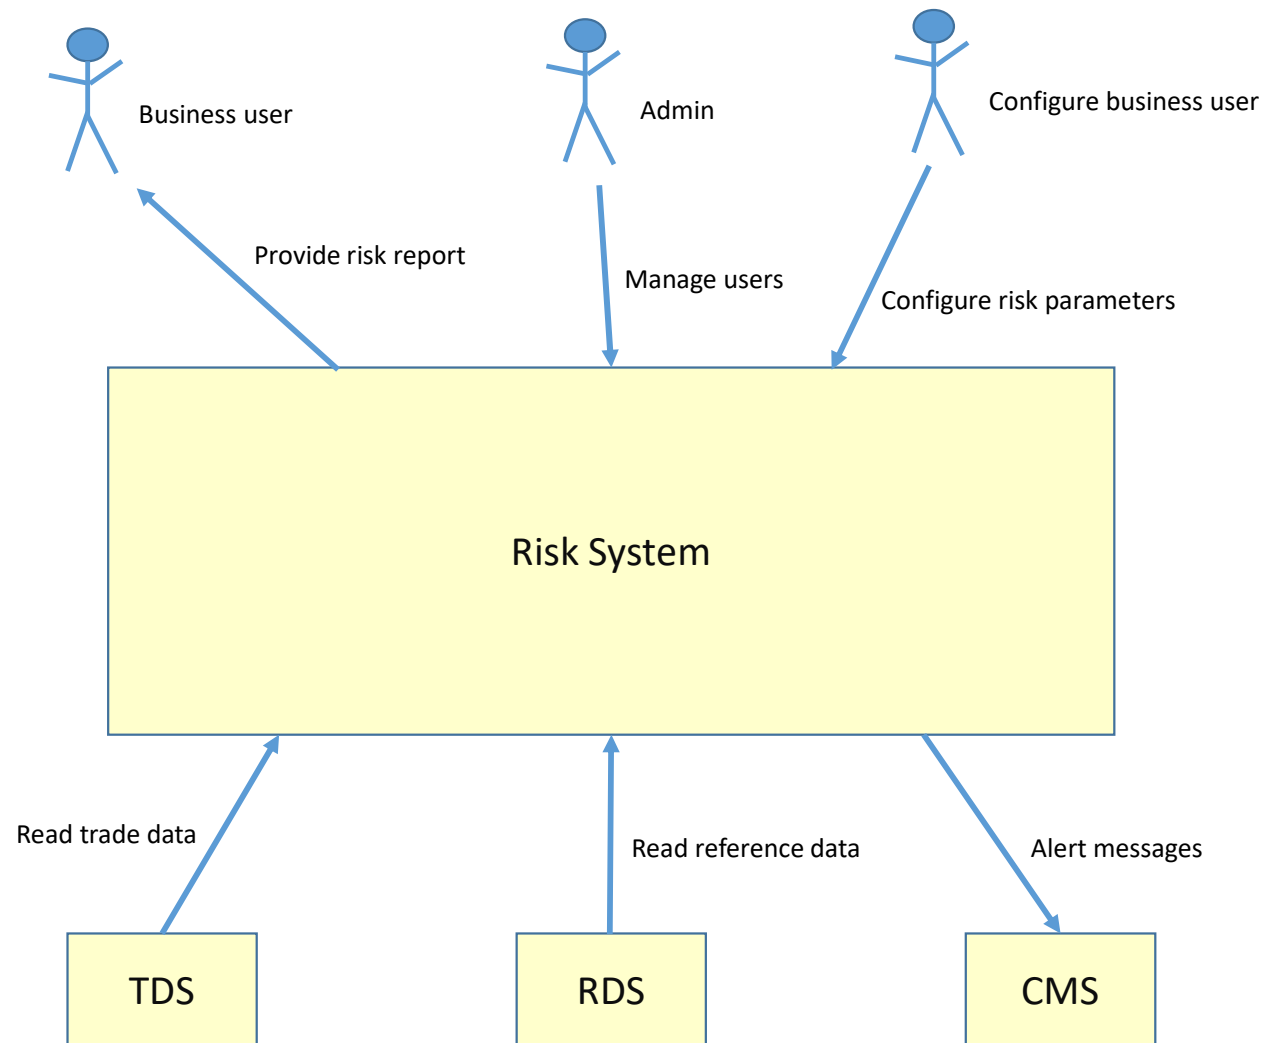 Business user
Admin
Configure business user
Provide risk report
Manage users
Configure risk parameters
Risk System
Read trade data
Read reference data
Alert messages
TDS
RDS
CMS